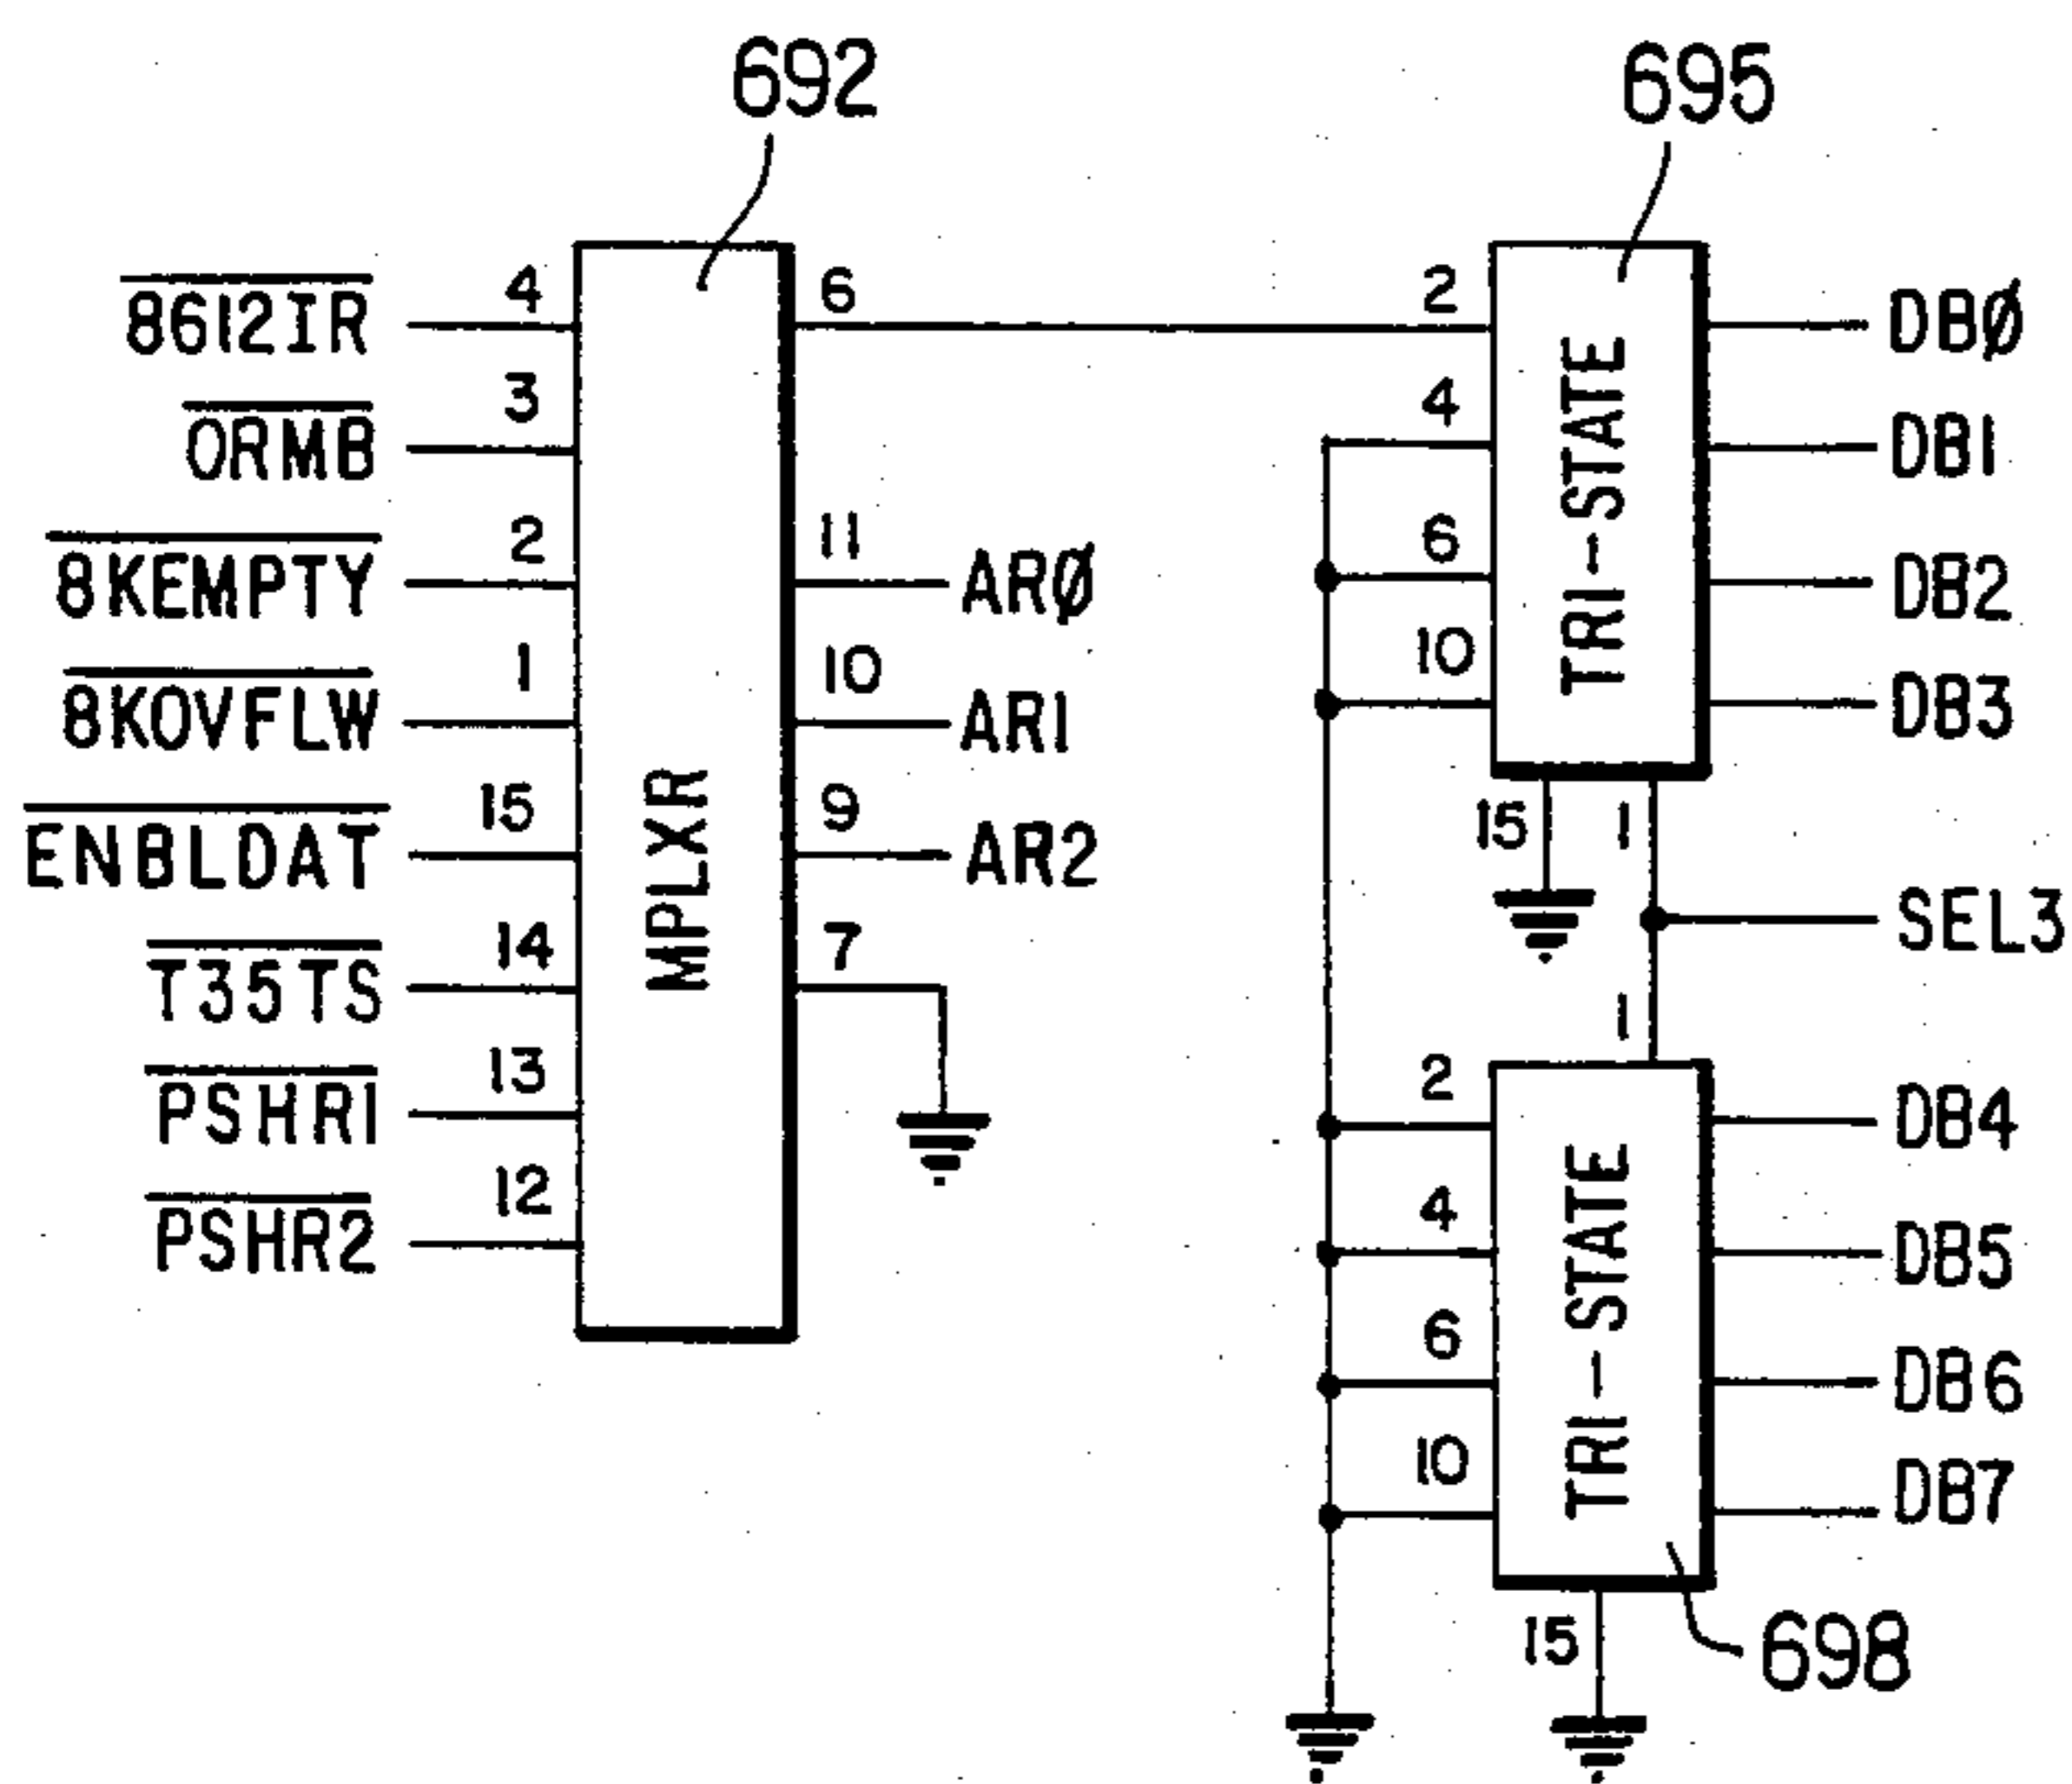 692
695
8612IR 4
ORMB 3
8KEMPTY 2
8KOVFLW 1
ENBLDAT 15
T35TS 14
PSHR1 13
PSHR2 12
MPLXR
6
11 ARØ
10 AR1
9 AR2
7
2
4
6
10
TRI-STATE
DBØ
DB1
DB2
DB3
15
1
SEL3
1
2
4
6
10
TRI-STATE
DB4
DB5
DB6
DB7
15
698